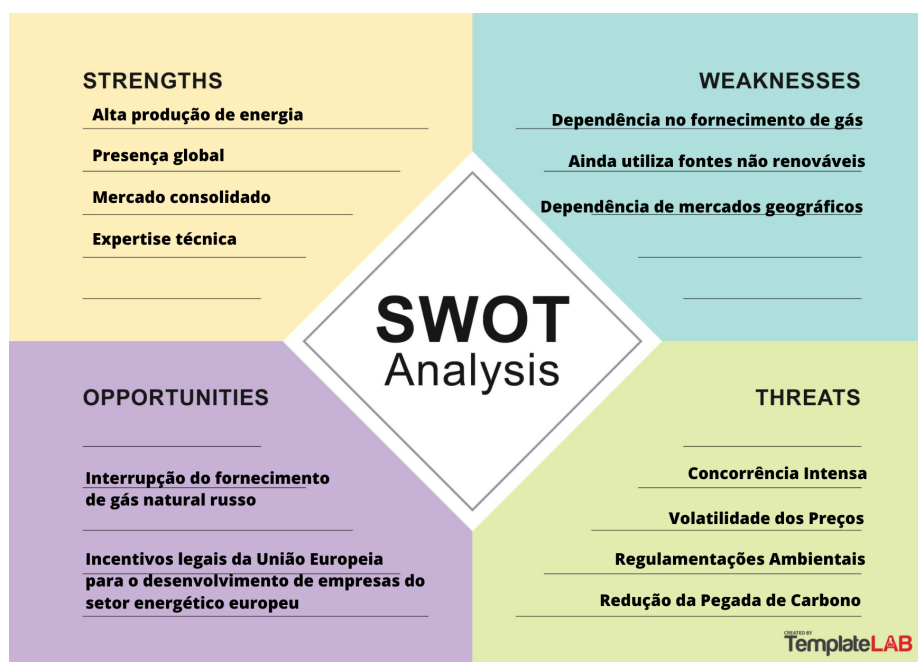 STRENGTHS
Alta produção de energia
Presença global
Mercado consolidado
Expertise técnica
WEAKNESSES
Dependência no fornecimento de gás
Ainda utiliza fontes não renováveis
Dependência de mercados geográficos
SWOT
Analysis
OPPORTUNITIES
Interrupção do fornecimento
de gás natural russo
Incentivos legais da União Europeia
para o desenvolvimento de empresas do
setor energético europeu
THREATS
Concorrência Intensa
Volatilidade dos Preços
Regulamentações Ambientais
Redução da Pegada de Carbono
CREATED BY
TemplateLAB